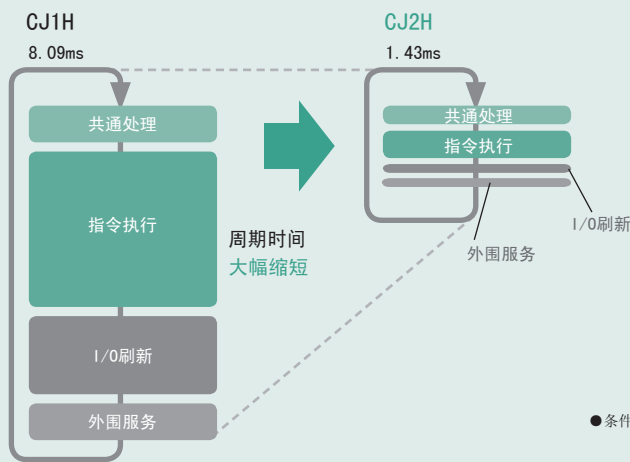 CJ1H
8.09ms
共通处理
指令执行
I/O刷新
外围服务
周期时间
大幅缩短
CJ2H
1.43ms
共通处理
指令执行
I/O刷新
外围服务
●条件